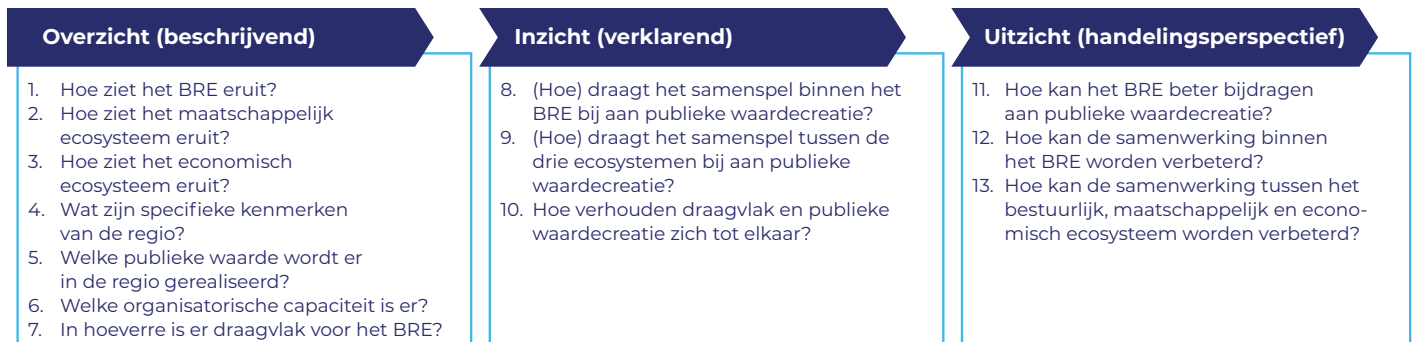 Overzicht (beschrijvend)
1. Hoe ziet het BRE eruit?
2. Hoe ziet het maatschappelijk
ecosysteem eruit?
3. Hoe ziet het economisch
ecosysteem eruit?
4. Wat zijn specifieke kenmerken
van de regio?
5. Welke publieke waarde wordt er
in de regio gerealiseerd?
6. Welke organisatorische capaciteit is er?
7. In hoeverre is er draagvlak voor het BRE?
Inzicht (verklarend)
8. (Hoe) draagt het samenspel binnen het
BRE bij aan publieke waardecreatie?
9. (Hoe) draagt het samenspel tussen de
drie ecosystemen bij aan publieke
waardecreatie?
10. Hoe verhouden draagvlak en publieke
waardecreatie zich tot elkaar?
Uitzicht (handelingsperspectief)
11. Hoe kan het BRE beter bijdragen
aan publieke waardecreatie?
12. Hoe kan de samenwerking binnen
het BRE worden verbeterd?
13. Hoe kan de samenwerking tussen het
bestuurlijk, maatschappelijk en econo-
misch ecosysteem worden verbeterd?